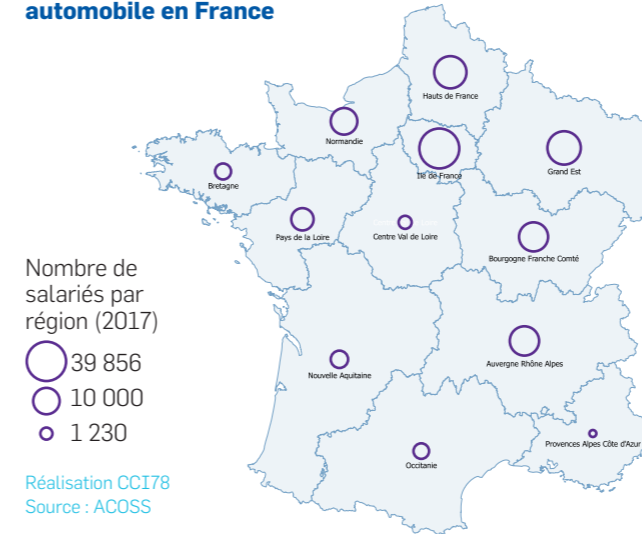 automobile en France
Hauts de France
Normandie
Ile de France
Grand Est
Bretagne
Pays de la Loire
Centre Val de Loire
Bourgogne Franche Comté
Nombre de
salariés par
région (2017)
39 856
10 000
1 230
Auvergne Rhône Alpes
Nouvelle Aquitaine
Provences Alpes Côte d'Azur
Occitanie
Réalisation CCI78
Source : ACOSS